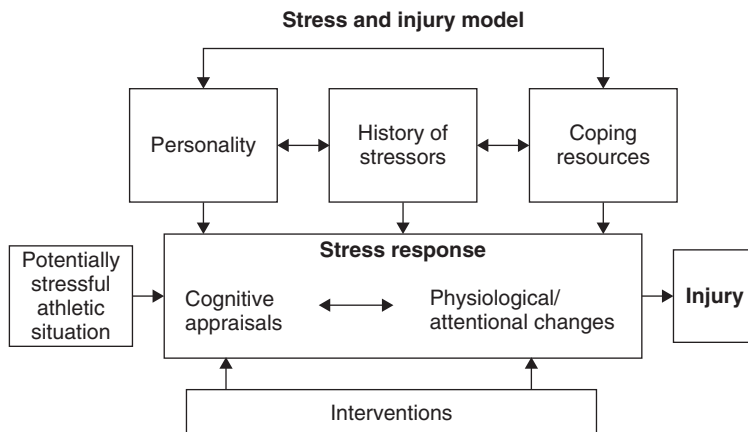 Stress and injury model
Personality
History of
stressors
Coping
resources
Potentially
stressful
athletic
situation
Stress response
Cognitive
appraisals
Physiological/
attentional changes
Injury
Interventions